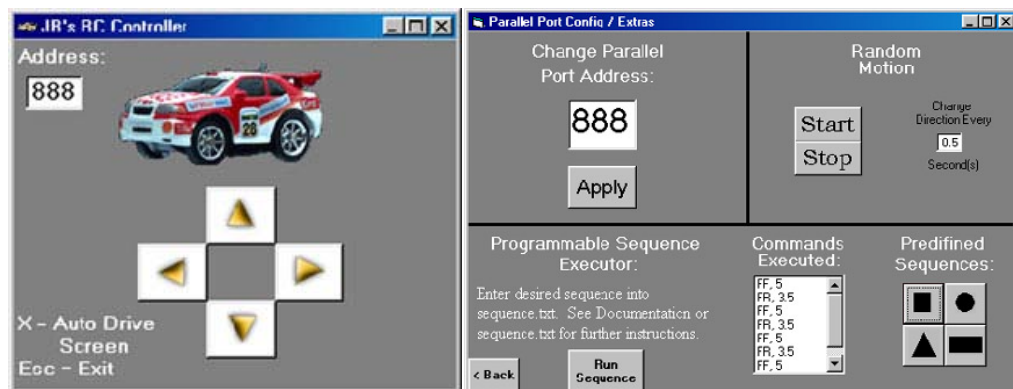 JB's RC Controller
Address:
888
28
X - Auto Drive
Screen
Esc - Exit
Parallel Port Config / Extras
Change Parallel
Port Address:
888
Apply
Random
Motion
Start
Stop
Change
Direction Every
0.5
Second(s)
Programmable Sequence
Executor:
Enter desired sequence into
sequence.txt. See Documentation or
sequence.txt for further instructions.
< Back
Run
Sequence
Commands
Executed:
FF, 5
FR, 3.5
FF, 5
FR, 3.5
FF, 5
FR, 3.5
FF, 5
Predifined
Sequences: